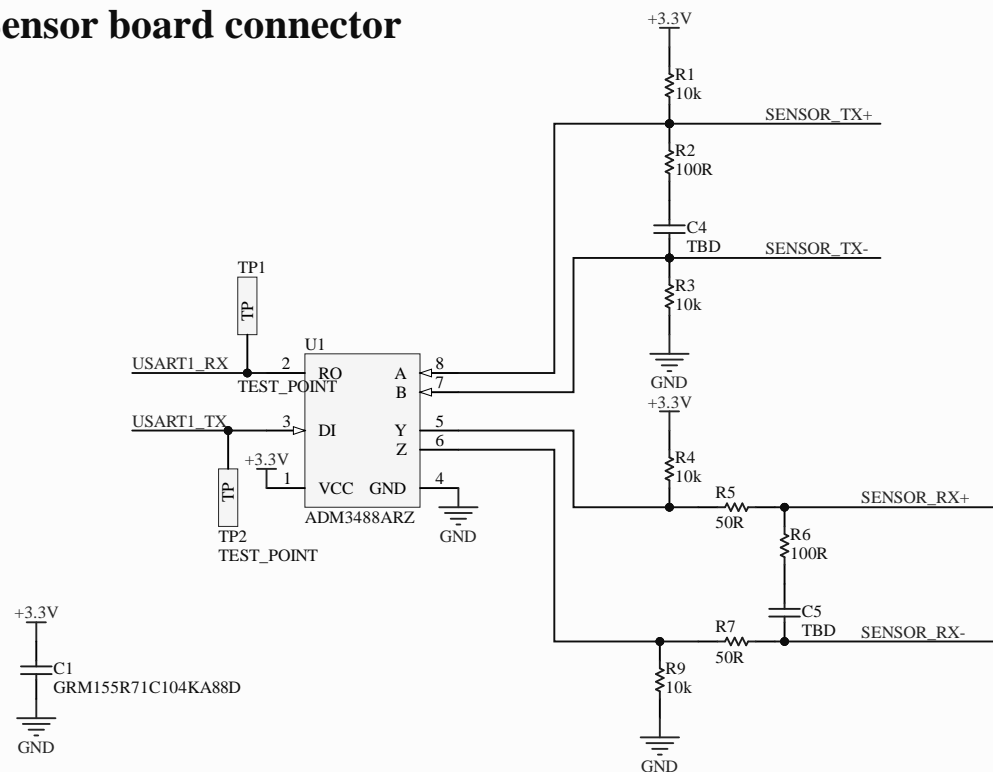 ensor board connector
+3.3V
R1
10k
SENSOR_TX+
R2
100R
C4
TBD
SENSOR_TX-
R3
10k
GND
TP1
TP
USART1_RX
TEST_POINT
USART1_TX
TP
TP2
TEST_POINT
U1
2
RO
3
DI
+3.3V
1
VCC
GND
4
A
8
B
7
Y
5
Z
6
ADM3488ARZ
GND
+3.3V
R4
10k
R5
50R
SENSOR_RX+
R6
100R
C5
TBD
R7
50R
SENSOR_RX-
R9
10k
GND
+3.3V
C1
GRM155R71C104KA88D
GND